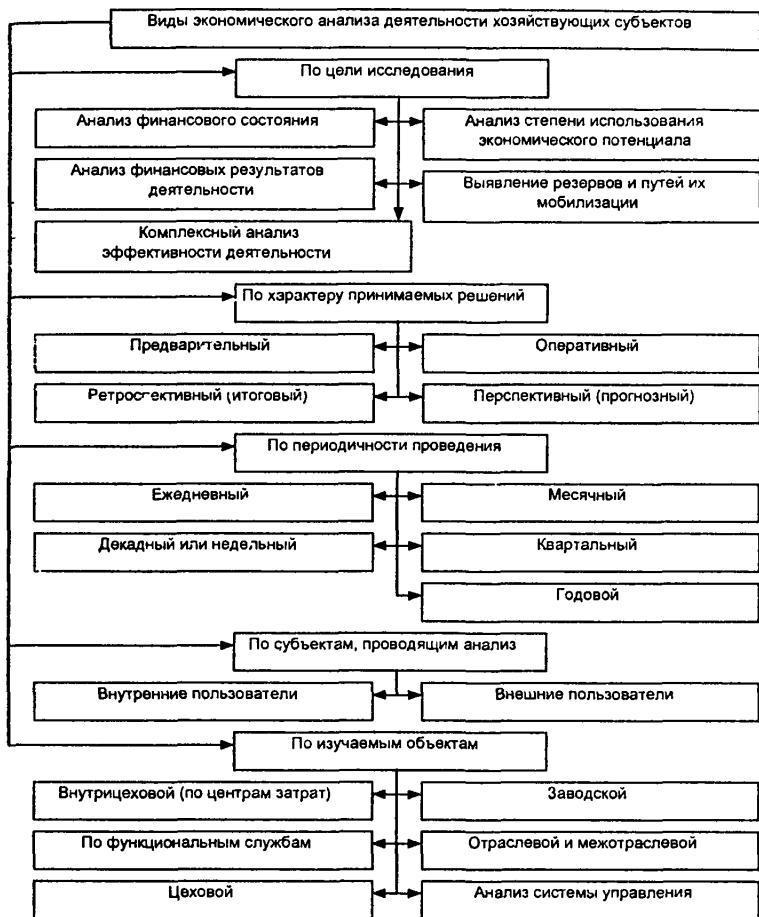 Виды экономического анализа деятельности хозяйствующих субъектов
По цели исследования
Анализ финансового состояния
Анализ степени использования
экономического потенциала
Анализ финансовых результатов
деятельности
Выявление резервов и путей их
мобилизации
Комплексный анализ
эффективности деятельности
По характеру принимаемых решений
Предварительный
Оперативный
Ретроспективный (итоговый)
Перспективный (прогнозный)
По периодичности проведения
Ежедневный
Месячный
Декадный или недельный
Квартальный
Годовой
По субъектам, проводящим анализ
Внутренние пользователи
Внешние пользователи
По изучаемым объектам
Внутрицеховой (по центрам затрат)
Заводской
По функциональным службам
Отраслевой и межотраслевой
Цеховой
Анализ системы управления